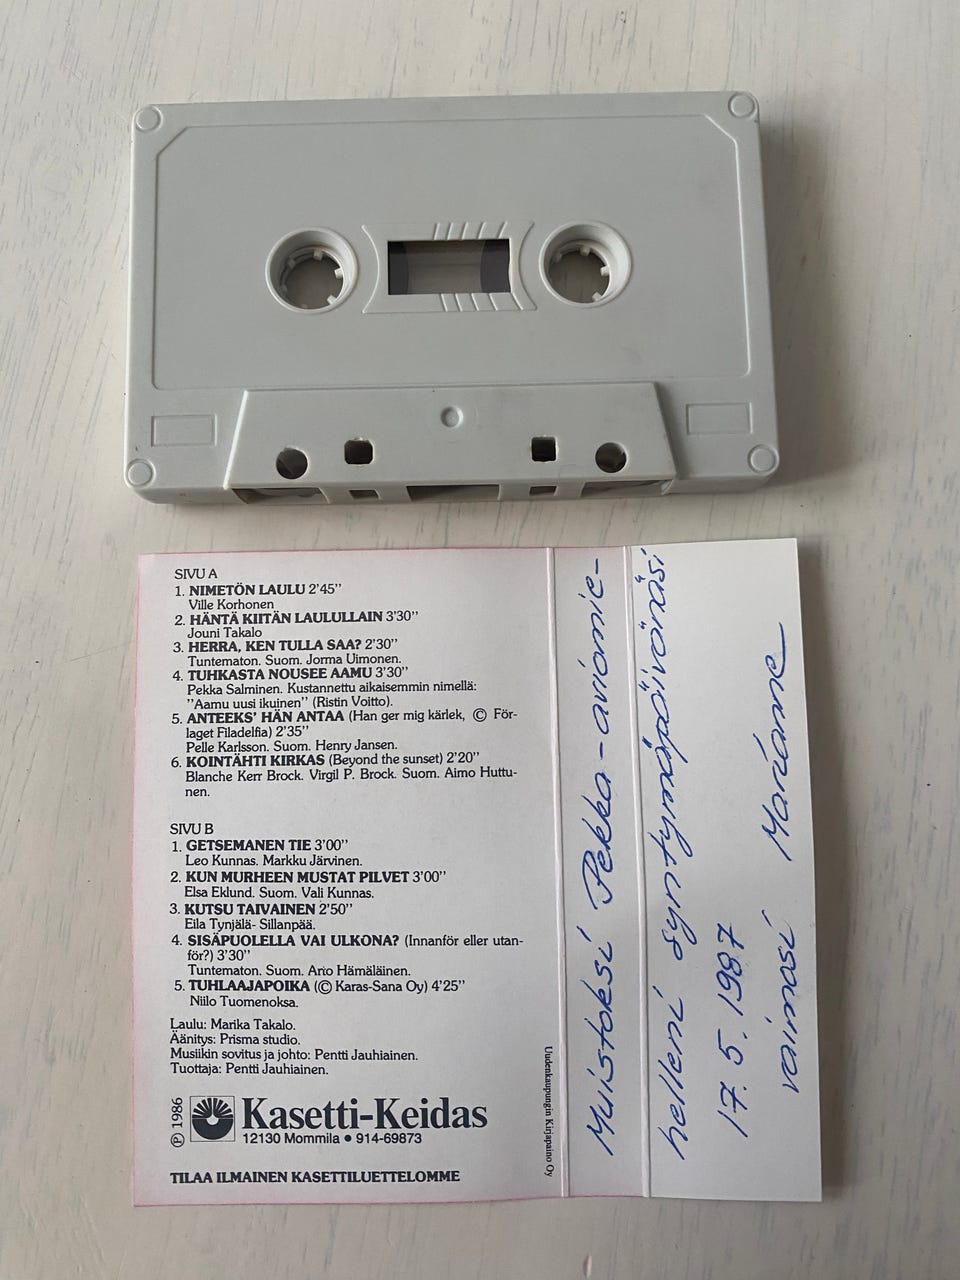 SIVU A
1. NIMETÖN LAULU 2'45''
Ville Korhonen
2. HÄNTÄ KIITÄN LAULULLAIN 3'30''
Jouni Takalo
3. HERRA, KEN TULLA SAA? 2'30''
Tuntematon. Suom. Jorma Uimonen.
4. TUHKASTA NOUSEE AAMU 3'30''
Pekka Salminen. Kustannettu aikaisemmin nimellä:
''Aamu uusi ikuinen'' (Ristin Voitto).
5. ANTEEKS' HÄN ANTAA (Han ger mig kärlek, © För-
laget Filadelfia) 2'35''
Pelle Karlsson. Suom. Henry Jansen.
6. KOINTÄHTI KIRKAS (Beyond the sunset) 2'20'
Blanche Kerr Brock. Virgil P. Brock. Suom. Aimo Huttu-
nen.
SIVU B
1. GETSEMANEN TIE 3'00''
Leo Kunnas. Markku Järvinen.
2. KUN MURHEEN MUSTAT PILVET 3'00''
Elsa Eklund. Suom. Vali Kunnas.
3. KUTSU TAIVAINEN 2'50''
Eila Tynjälä- Sillanpää.
4. SISÄPUOLELLA VAI ULKONA? (Innanför eller utan-
för?) 3'30''
Tuntematon. Suom. Arto Hämäläinen.
5. TUHLAAJAPOIKA (© Karas-Sana Oy) 4'25''
Niilo Tuomenoksa.
Laulu: Marika Takalo.
Äänitys: Prisma studio.
Musiikin sovitus ja johto: Pentti Jauhiainen.
Tuottaja: Pentti Jauhiainen.
℗ 1986
Kasetti-Keidas
12130 Mommila • 914-69873
TILAA ILMAINEN KASETTILUETTELOMME
Uudenkaupungin Kirjapaino Oy
Muistoksi Pekka-aviomie-
helleni syntymäpäivänäsi
17.5.1987
vaimosi Marianne